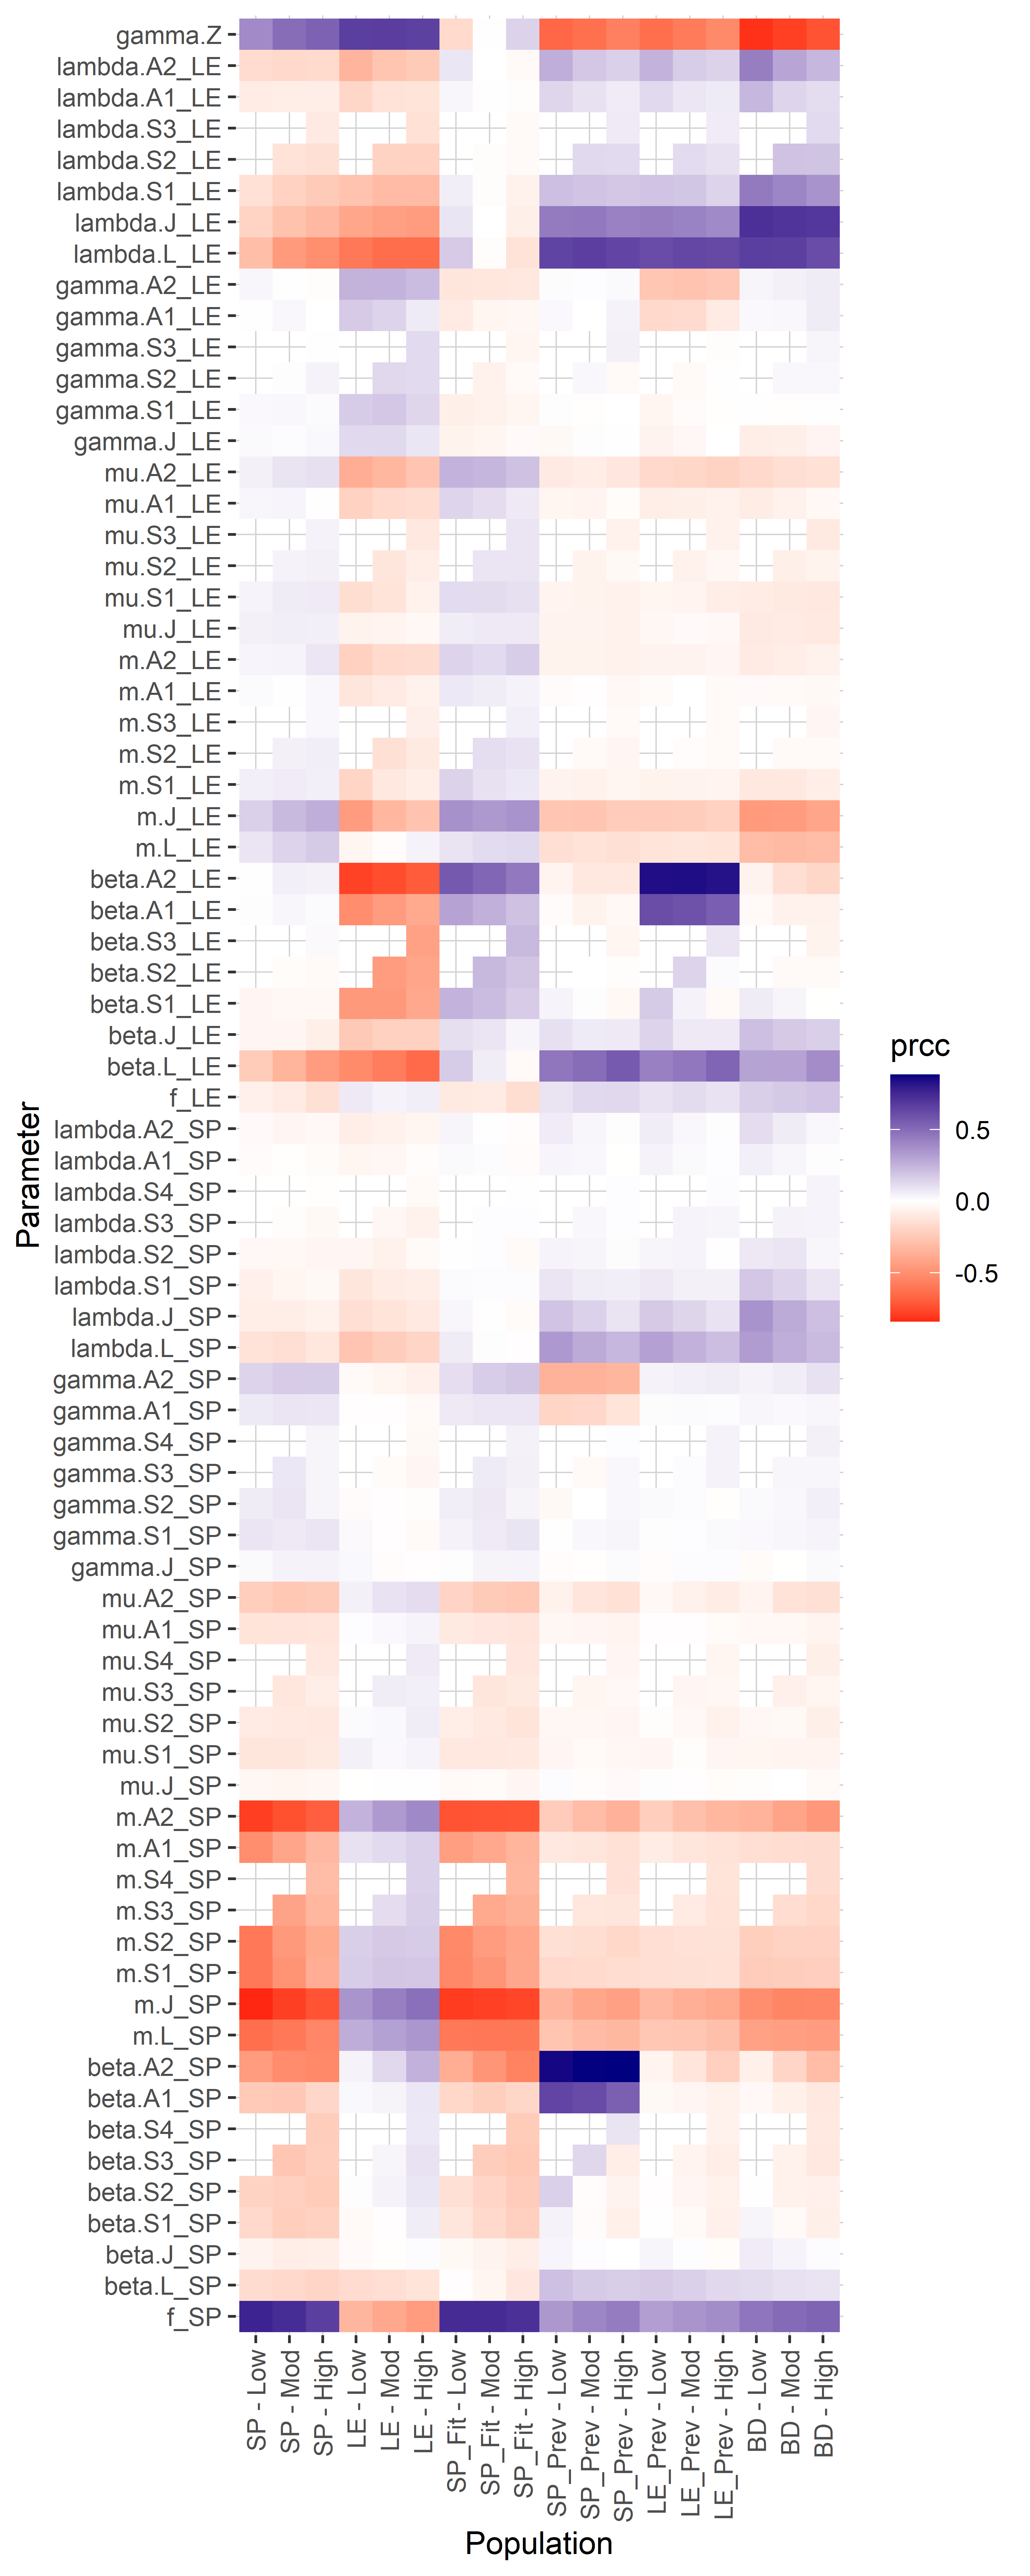 gamma.Z
lambda.A2_LE
lambda.A1_LE
lambda.S3_LE
lambda.S2_LE
lambda.S1_LE
lambda.J_LE
lambda.L_LE
gamma.A2_LE
gamma.A1_LE
gamma.S3_LE
gamma.S2_LE
gamma.S1_LE
gamma.J_LE
mu.A2_LE
mu.A1_LE
mu.S3_LE
mu.S2_LE
mu.S1_LE
mu.J_LE
m.A2_LE
m.A1_LE
m.S3_LE
m.S2_LE
m.S1_LE
m.J_LE
m.L_LE
beta.A2_LE
beta.A1_LE
beta.S3_LE
beta.S2_LE
beta.S1_LE
beta.J_LE
beta.L_LE
f_LE
lambda.A2_SP
lambda.A1_SP
lambda.S4_SP
lambda.S3_SP
lambda.S2_SP
lambda.S1_SP
lambda.J_SP
lambda.L_SP
gamma.A2_SP
gamma.A1_SP
gamma.S4_SP
gamma.S3_SP
gamma.S2_SP
gamma.S1_SP
gamma.J_SP
mu.A2_SP
mu.A1_SP
mu.S4_SP
mu.S3_SP
mu.S2_SP
mu.S1_SP
mu.J_SP
m.A2_SP
m.A1_SP
m.S4_SP
m.S3_SP
m.S2_SP
m.S1_SP
m.J_SP
m.L_SP
beta.A2_SP
beta.A1_SP
beta.S4_SP
beta.S3_SP
beta.S2_SP
beta.S1_SP
beta.J_SP
beta.L_SP
f_SP
Parameter
SP - Low
SP - Mod
SP - High
LE - Low
LE - Mod
LE - High
SP_Fit - Low
SP_Fit - Mod
SP_Fit - High
SP_Prev - Low
SP_Prev - Mod
SP_Prev - High
LE_Prev - Low
LE_Prev - Mod
LE_Prev - High
BD - Low
BD - Mod
BD - High
Population
prcc
0.5
0.0
-0.5